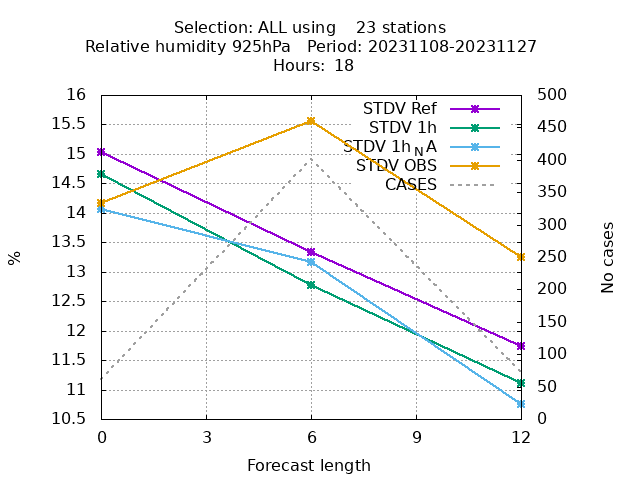 Selection: ALL using    23 stations
Relative humidity 925hPa   Period: 20231108-20231127
Hours: 18
16
15.5
15
14.5
14
13.5
13
12.5
12
11.5
11
10.5
%
0
3
6
9
12
Forecast length
500
450
400
350
300
250
200
150
100
50
0
No cases
STDV Ref
STDV 1h
STDV 1h_NA
STDV OBS
CASES